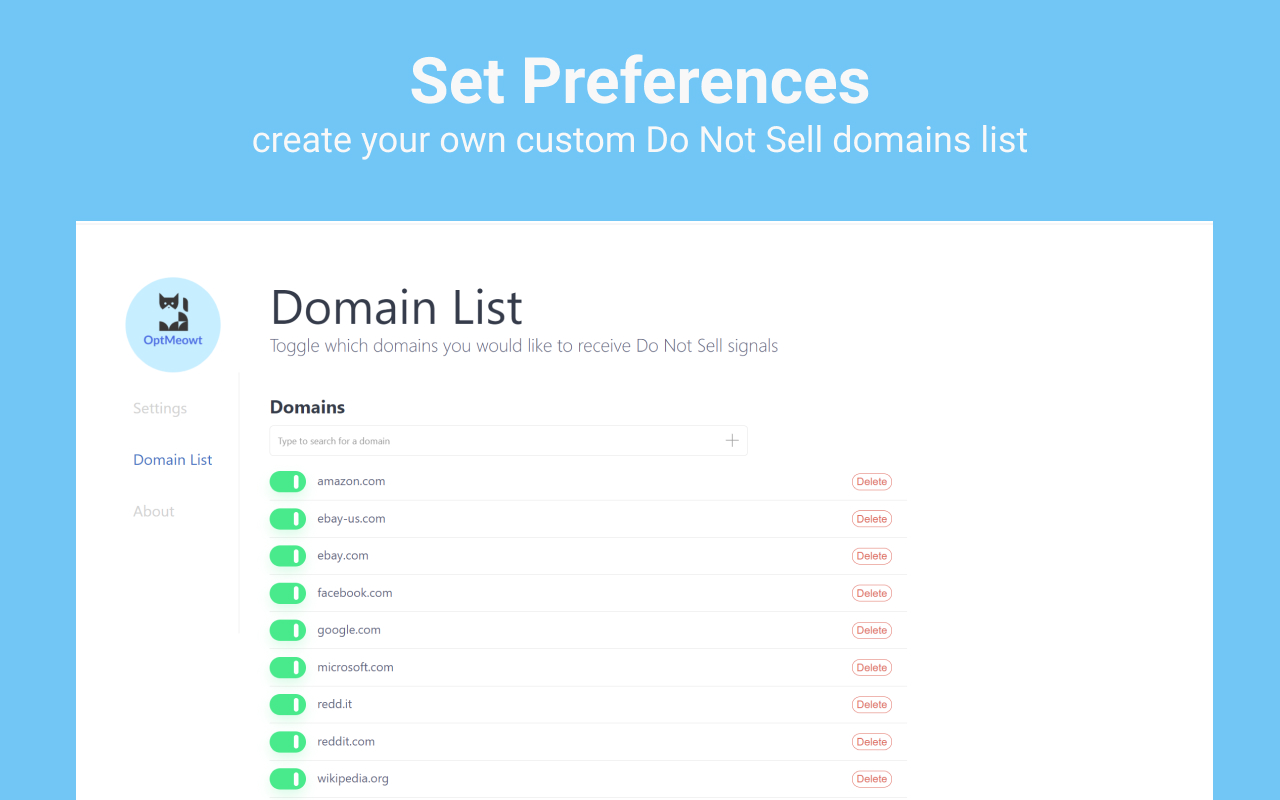 Set Preferences
create your own custom Do Not Sell domains list
OptMeowt
Settings
Domain List
About
Domain List
Toggle which domains you would like to receive Do Not Sell signals
Domains
Type to search for a domain
amazon.com Delete
ebay-us.com Delete
ebay.com Delete
facebook.com Delete
google.com Delete
microsoft.com Delete
redd.it Delete
reddit.com Delete
wikipedia.org Delete